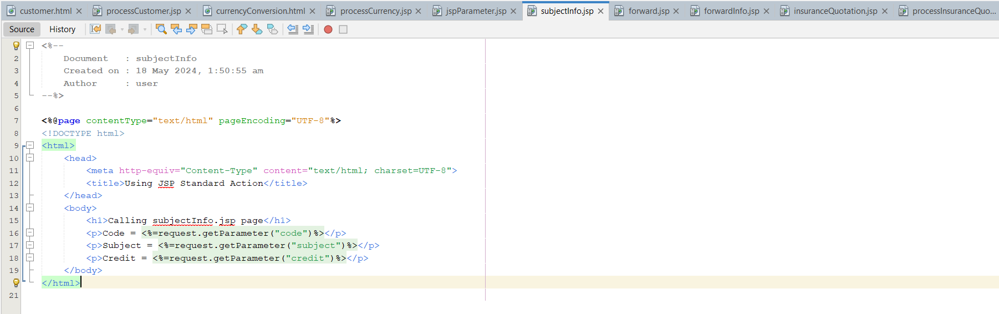 customer.html processCustomer.jsp currencyConversion.html processCurrency.jsp jspParameter.jsp subjectInfo.jsp forward.jsp forwardInfo.jsp insuranceQuotation.jsp processInsuranceQuo...
Source History
<%--
2 Document   : subjectInfo
3 Created on : 18 May 2024, 1:50:55 am
4 Author     : user
5 --%>
6
7 <%@page contentType="text/html" pageEncoding="UTF-8"%>
8 <!DOCTYPE html>
9 <html>
10 <head>
11 <meta http-equiv="Content-Type" content="text/html; charset=UTF-8">
12 <title>Using JSP Standard Action</title>
13 </head>
14 <body>
15 <h1>Calling subjectInfo.jsp page</h1>
16 <p>Code = <%=request.getParameter("code")%></p>
17 <p>Subject = <%=request.getParameter("subject")%></p>
18 <p>Credit = <%=request.getParameter("credit")%></p>
19 </body>
</html>
21